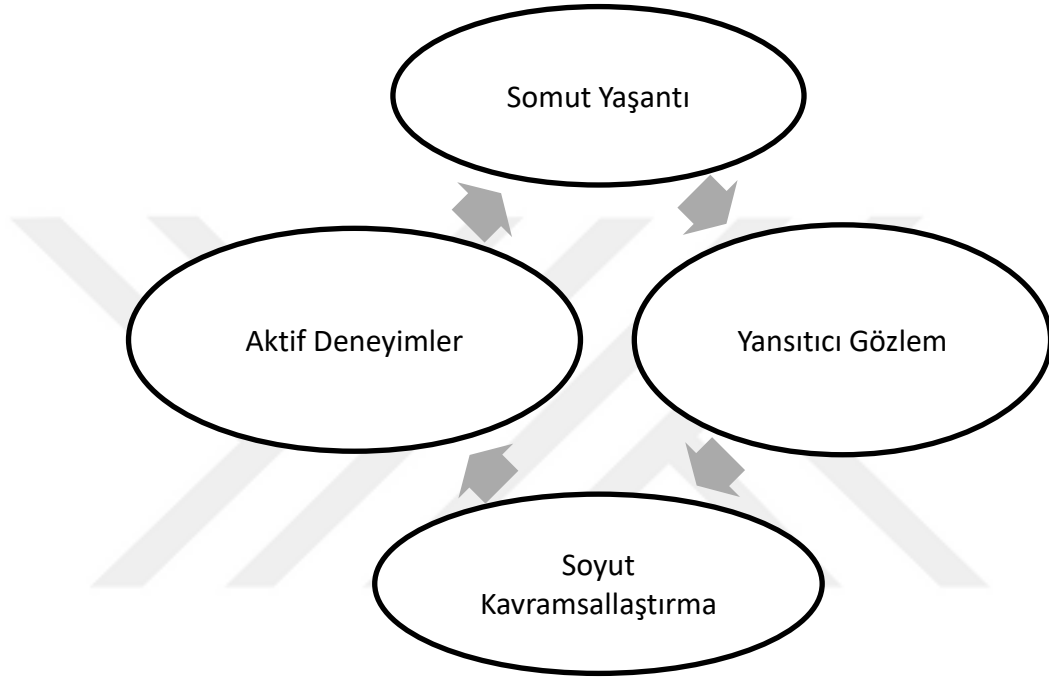 Somut Yaşantı
Aktif Deneyimler
Yansıtıcı Gözlem
Soyut
Kavramsallaştırma